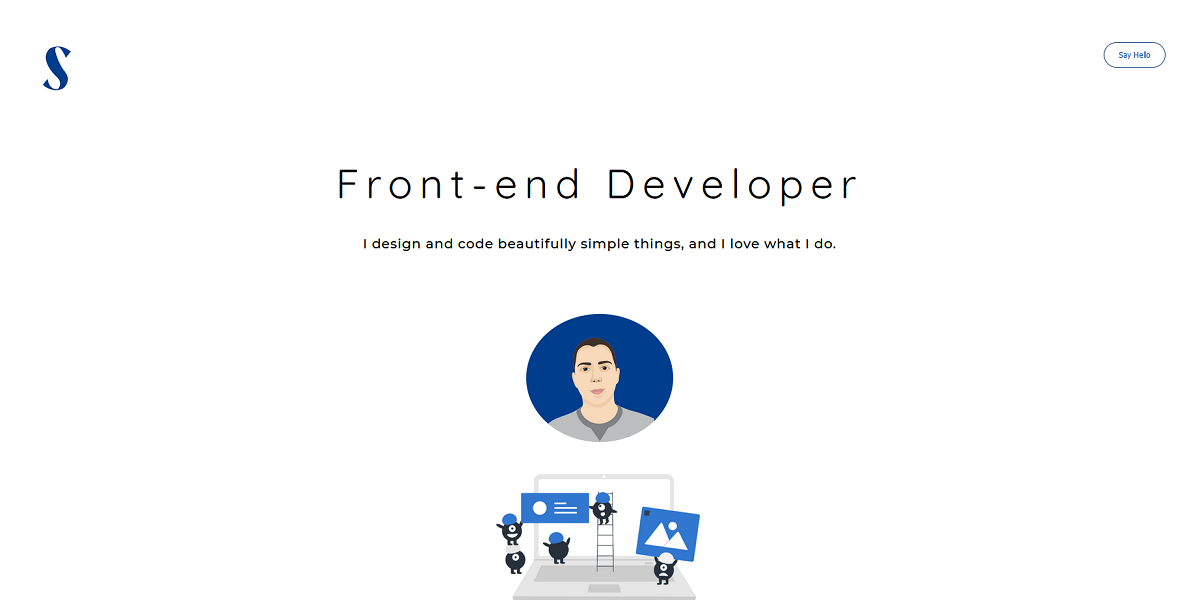 S
Say Hello
Front-end Developer
I design and code beautifully simple things, and I love what I do.